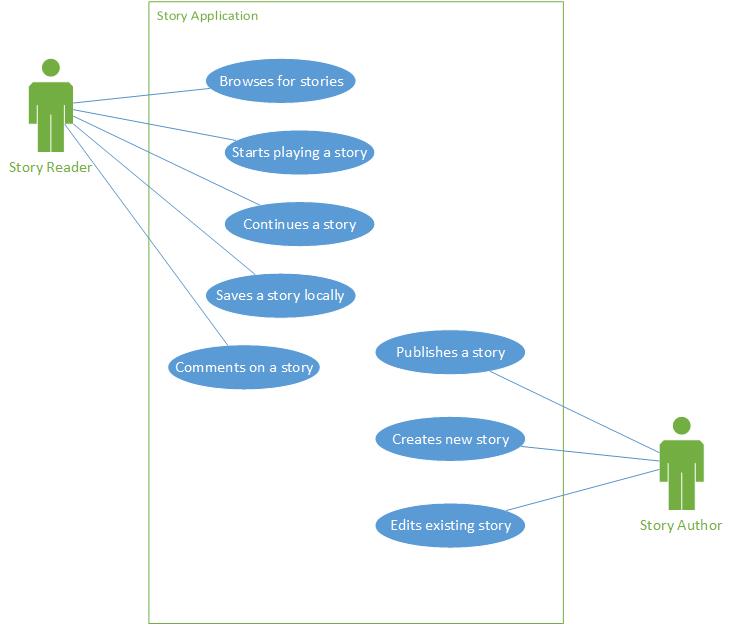 Story Application
Browses for stories
Story Reader
Starts playing a story
Continues a story
Saves a story locally
Comments on a story
Publishes a story
Creates new story
Edits existing story
Story Author